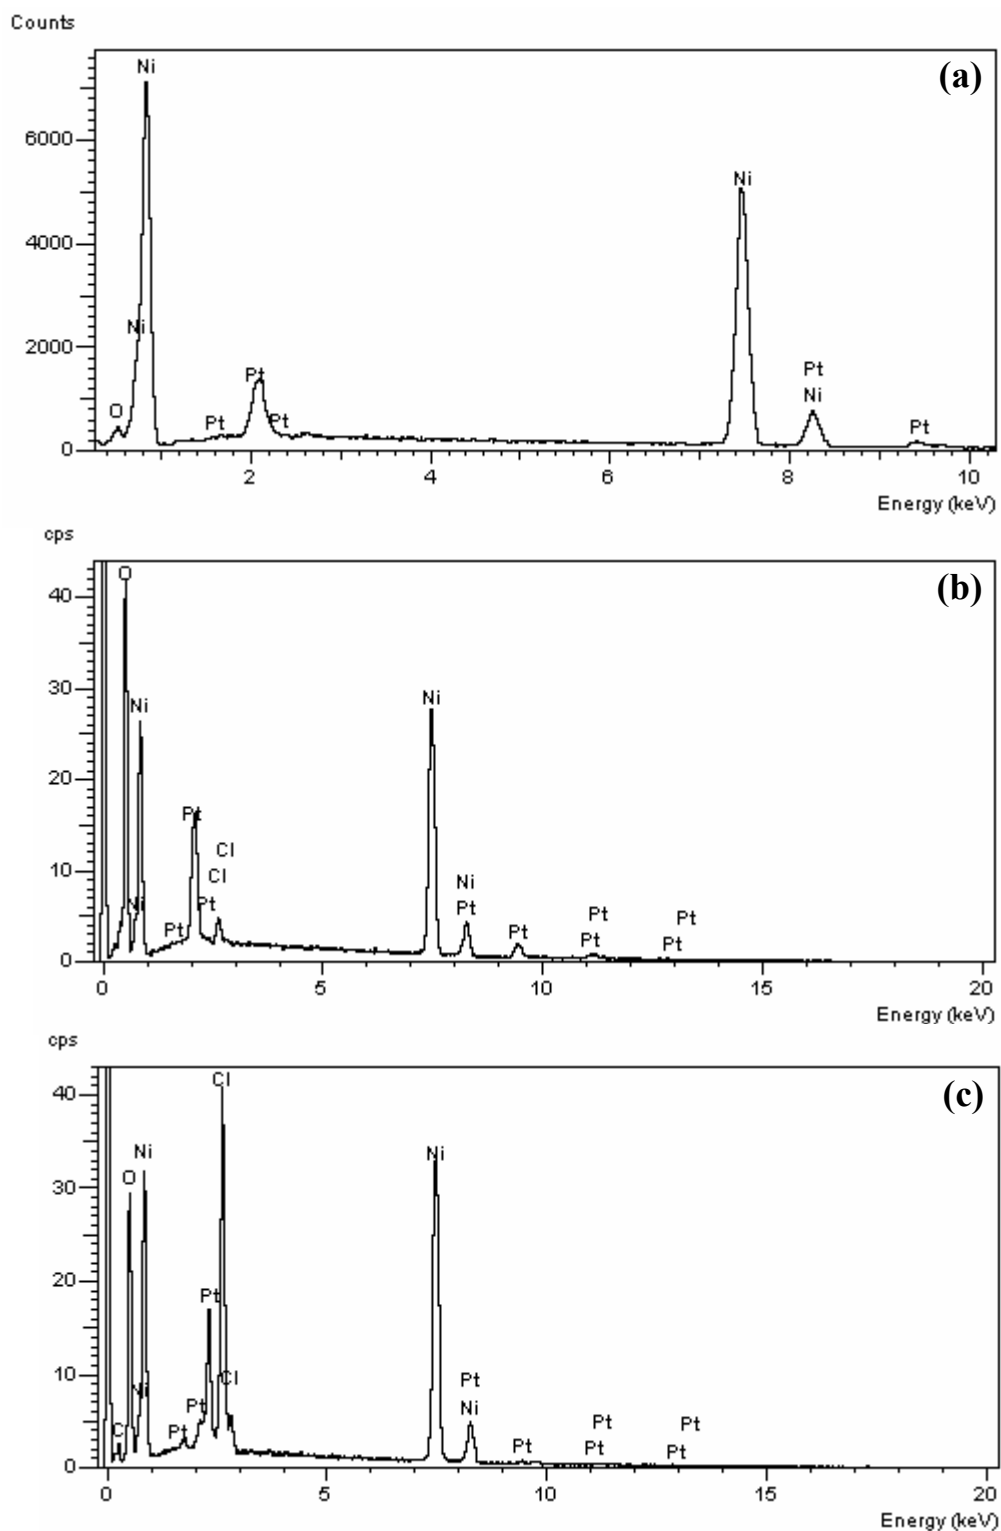 Counts
(a)
Ni
6000
Ni
4000
Ni
2000
Pt
Pt
Ni
O
Pt
Pt
Pt
0
2 4 6 8 10
Energy (keV)
cps
(b)
O
40
Ni
Ni
30
20
Pt
Cl
10
Cl
Ni
Ni
Pt
Pt
Pt
Pt
Pt
Pt
Pt
Pt
0
0 5 10 15 20
Energy (keV)
cps
(c)
Cl
40
Ni
Ni
O
30
Pt
20
Cl
Pt
10
Ni
Pt
Ni
Pt
Pt
C
Pt
Pt
Pt
Pt
0
0 5 10 15 20
Energy (keV)